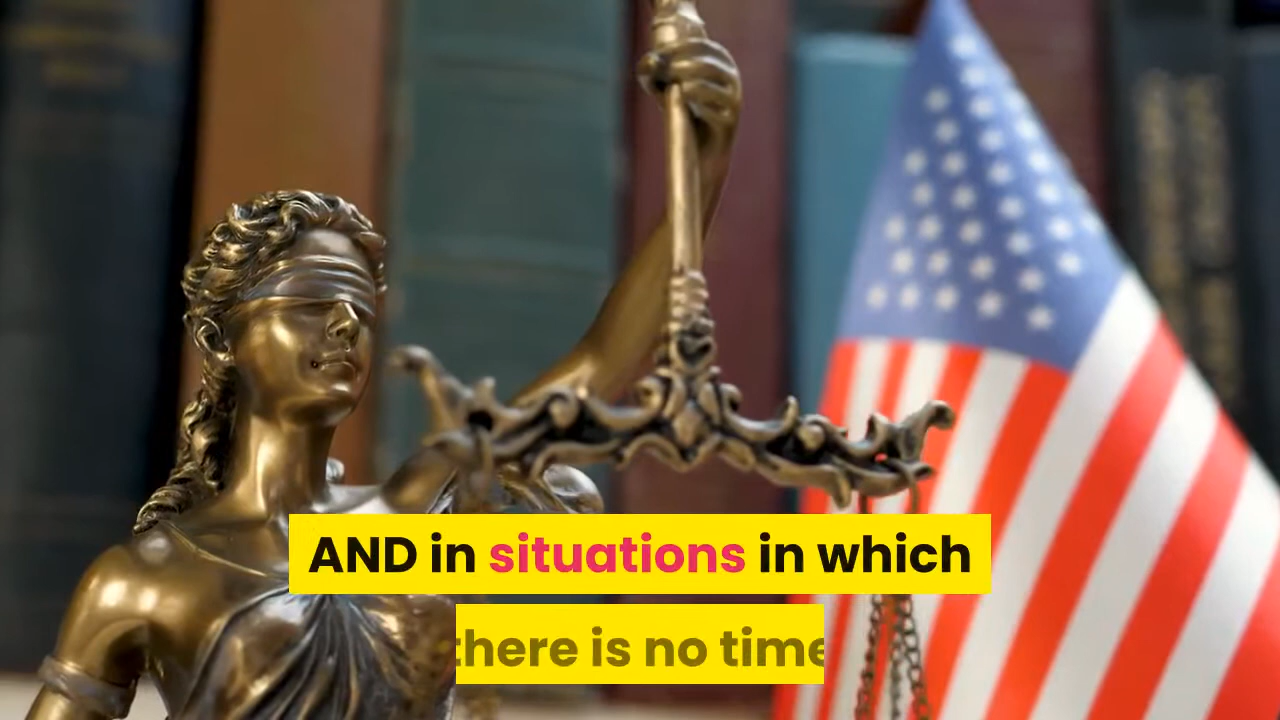 AND in situations in which
there is no time